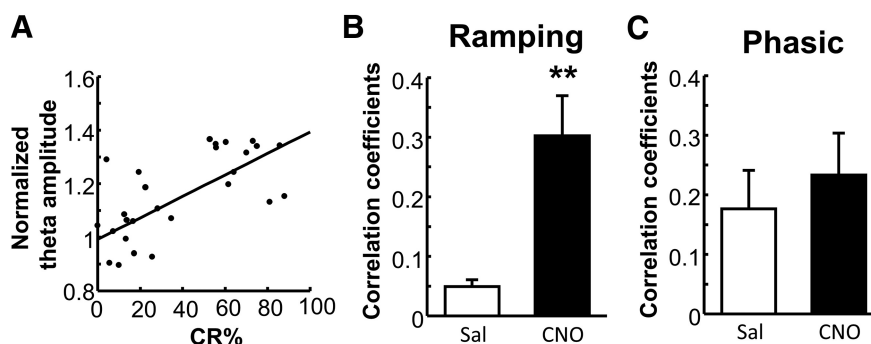 A
Normalized
theta amplitude
1.6
1.4
1.2
1
0.8
0 20 40 60 80 100
CR%
B
Ramping
Correlation coefficients
0.4
0.3
0.2
0.1
0
**
Sal CNO
C
Phasic
Correlation coefficients
0.4
0.3
0.2
0.1
0
Sal CNO